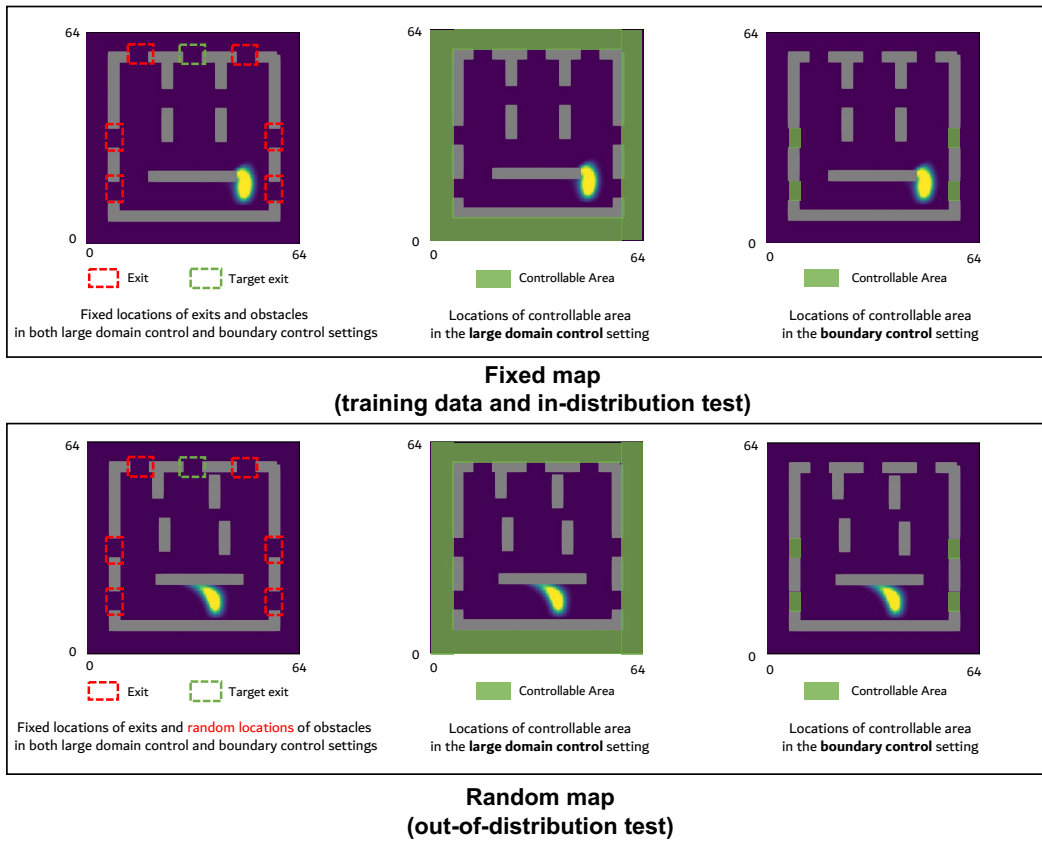 64
0
0
64
Exit
Target exit
Fixed locations of exits and obstacles
in both large domain control and boundary control settings
64
0
0
64
Controllable Area
Locations of controllable area
in the large domain control setting
64
0
0
64
Controllable Area
Locations of controllable area
in the boundary control setting
Fixed map
(training data and in-distribution test)
64
0
0
64
Exit
Target exit
Fixed locations of exits and random locations of obstacles
in both large domain control and boundary control settings
64
0
0
64
Controllable Area
Locations of controllable area
in the large domain control setting
64
0
0
64
Controllable Area
Locations of controllable area
in the boundary control setting
Random map
(out-of-distribution test)